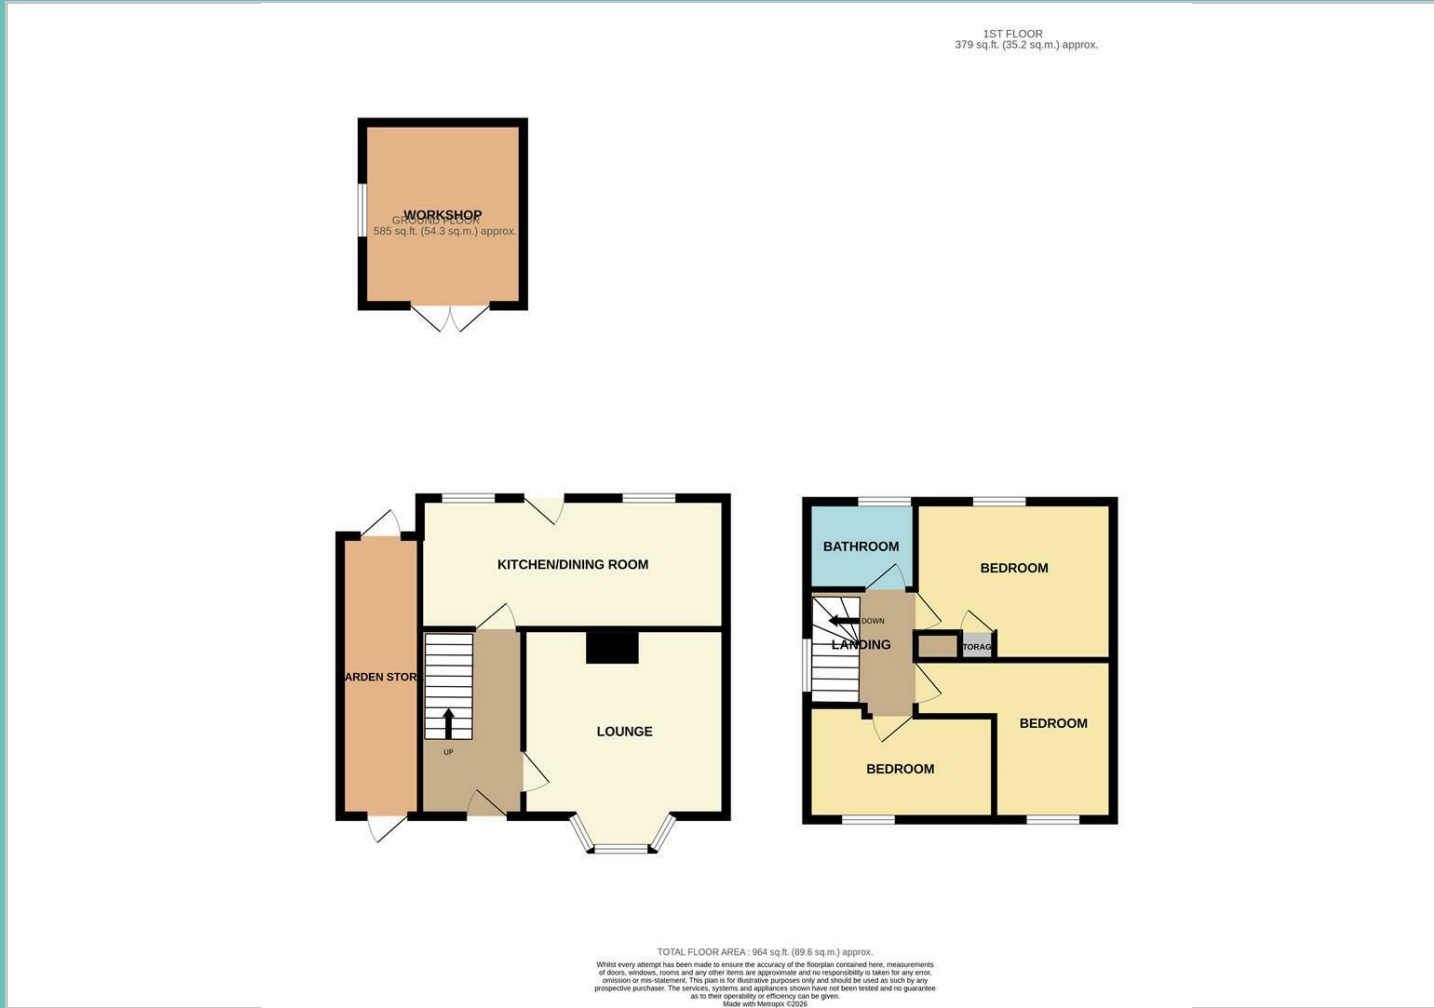 1ST FLOOR
379 sq.ft. (35.2 sq.m.) approx.
WORKSHOP
GROUND FLOOR
585 sq.ft. (54.3 sq.m.) approx.
KITCHEN/DINING ROOM
BATHROOM
BEDROOM
DOWN
LANDING
TORAG
ARDEN STOR
LOUNGE
BEDROOM
UP
BEDROOM
TOTAL FLOOR AREA : 964 sq.ft. (89.6 sq.m.) approx.
Whilst every attempt has been made to ensure the accuracy of the floorplan contained here, measurements
of doors, windows, rooms and any other items are approximate and no responsibility is taken for any error,
omission or mis-statement. This plan is for illustrative purposes only and should be used as such by any
prospective purchaser. The services, systems and appliances shown have not been tested and no guarantee
as to their operability or efficiency can be given.
Made with Metropix ©2026